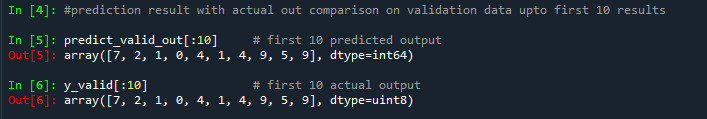 In [4]: #prediction result with actual out comparison on validation data upto first 10 results
In [5]: predict_valid_out[:10]     # first 10 predicted output
Out[5]: array([7, 2, 1, 0, 4, 1, 4, 9, 5, 9], dtype=int64)
In [6]: y_valid[:10]               # first 10 actual output
Out[6]: array([7, 2, 1, 0, 4, 1, 4, 9, 5, 9], dtype=uint8)